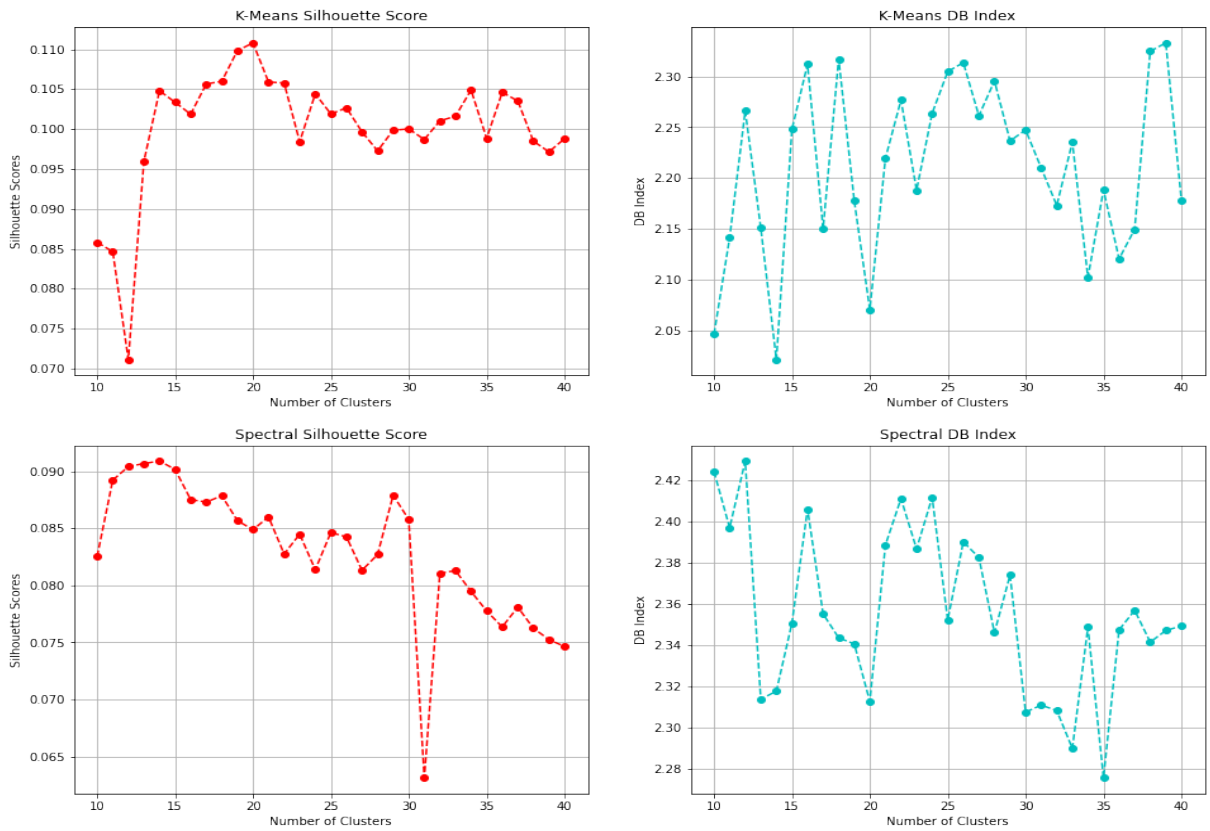 K-Means Silhouette Score
Silhouette Scores
0.110
0.105
0.100
0.095
0.090
0.085
0.080
0.075
0.070
10 15 20 25 30 35 40
Number of Clusters
K-Means DB Index
DB Index
2.30
2.25
2.20
2.15
2.10
2.05
10 15 20 25 30 35 40
Number of Clusters
Spectral Silhouette Score
Silhouette Scores
0.090
0.085
0.080
0.075
0.070
0.065
10 15 20 25 30 35 40
Number of Clusters
Spectral DB Index
DB Index
2.42
2.40
2.38
2.36
2.34
2.32
2.30
2.28
10 15 20 25 30 35 40
Number of Clusters